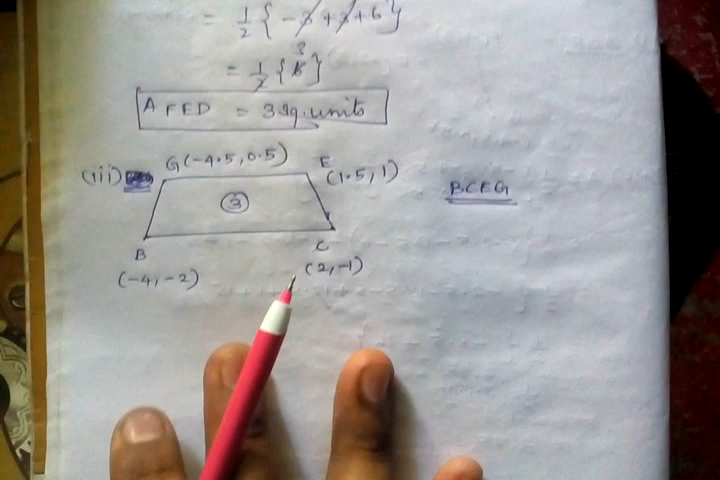 = 1/2 { -3 + 3 + 6 }
= 1/2 { 6 } 3
A FED = 3 sq. units
(iii) G(-4.5, 0.5) E (1.5, 1)
3
BCEG
B C
(-4, -2) (2, -1)